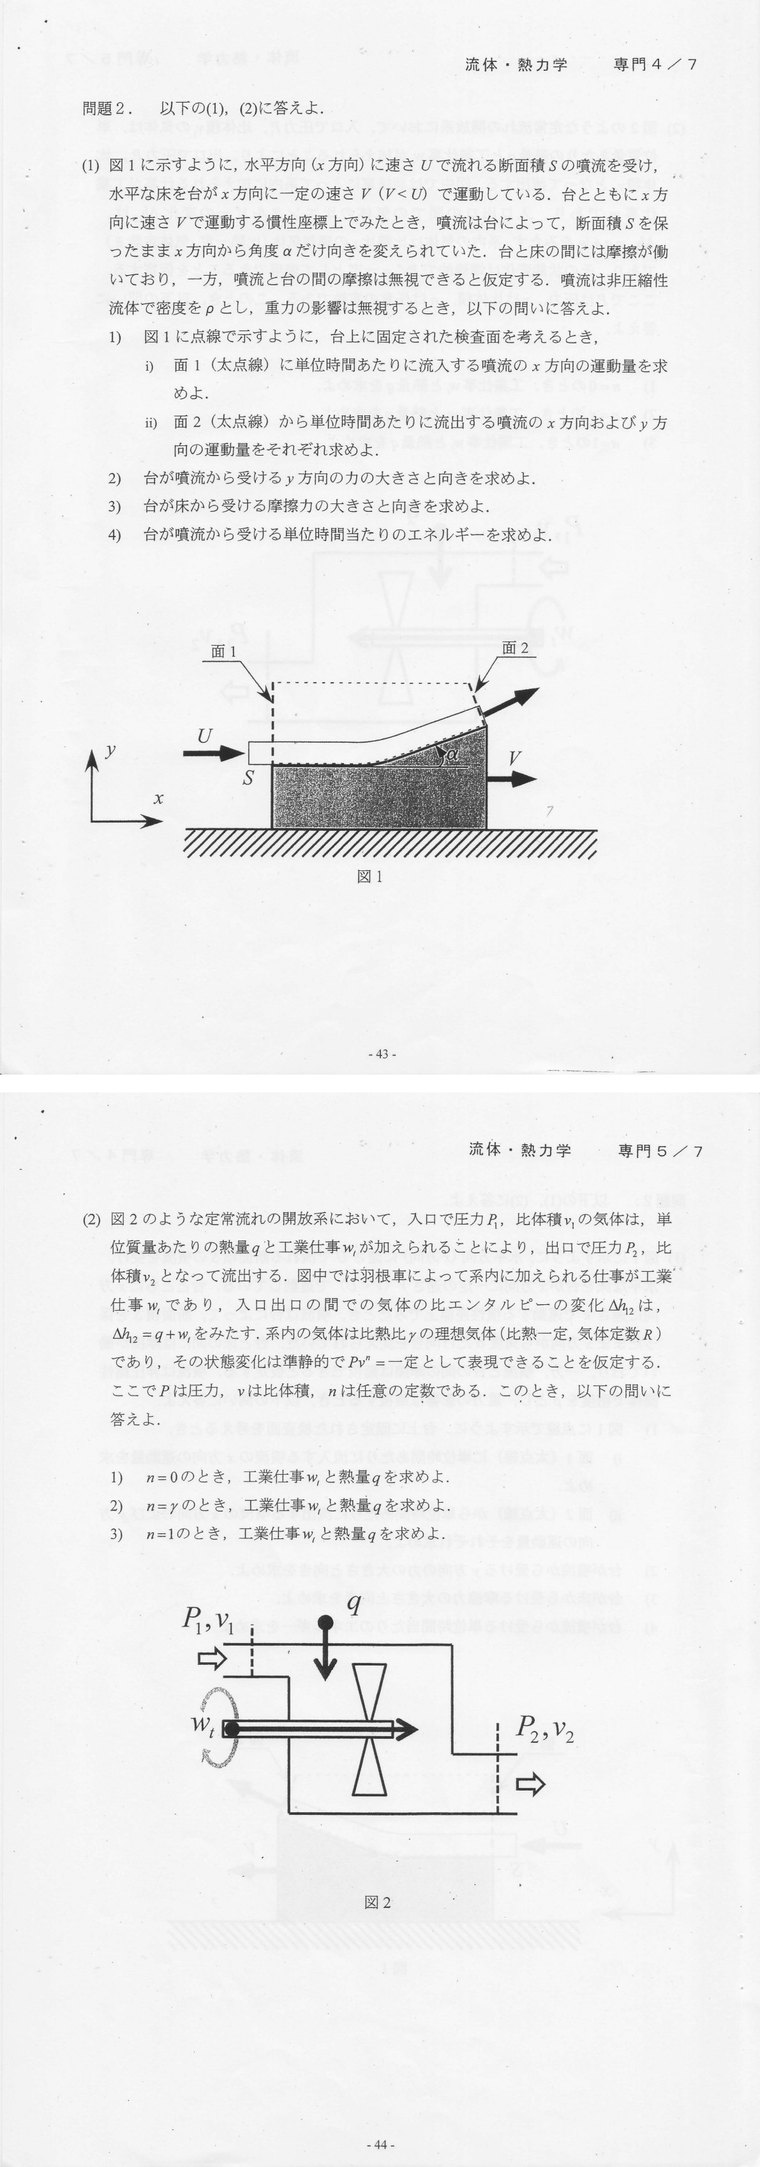 流体・熱力学　専門4／7
問題2．　以下の(1)，(2)に答えよ．
(1) 図1に示すように，水平方向（x方向）に速さUで流れる断面積Sの噴流を受け，
水平な床を台がx方向に一定の速さV（V<U）で運動している．台とともにx方
向に速さVで運動する慣性座標上でみたとき，噴流は台によって，断面積Sを保
ったままx方向から角度αだけ向きを変えられていた．台と床の間には摩擦が働
いており，一方，噴流と台の間の摩擦は無視できると仮定する．噴流は非圧縮性
流体で密度をρとし，重力の影響は無視するとき，以下の問いに答えよ．
1)　図1に点線で示すように，台上に固定された検査面を考えるとき，
i)　面1（太点線）に単位時間あたりに流入する噴流のx方向の運動量を求
めよ．
ii)　面2（太点線）から単位時間あたりに流出する噴流のx方向およびy方
向の運動量をそれぞれ求めよ．
2)　台が噴流から受けるy方向の力の大きさと向きを求めよ．
3)　台が床から受ける摩擦力の大きさと向きを求めよ．
4)　台が噴流から受ける単位時間当たりのエネルギーを求めよ．
面1
面2
U
S
α
V
y
x
7
図1
- 43 -
流体・熱力学　専門5／7
(2) 図2のような定常流れの開放系において，入口で圧力P₁，比体積v₁の気体は，単
位質量あたりの熱量qと工業仕事wₜが加えられることにより，出口で圧力P₂，比
体積v₂となって流出する．図中では羽根車によって系内に加えられる仕事が工業
仕事wₜであり，入口出口の間での気体の比エンタルピーの変化Δh₁₂は，
Δh₁₂=q+wₜをみたす．系内の気体は比熱比γの理想気体（比熱一定，気体定数R）
であり，その状態変化は準静的でPvⁿ=一定として表現できることを仮定する．
ここでPは圧力，vは比体積，nは任意の定数である．このとき，以下の問いに
答えよ．
1)　n=0のとき，工業仕事wₜと熱量qを求めよ．
2)　n=γのとき，工業仕事wₜと熱量qを求めよ．
3)　n=1のとき，工業仕事wₜと熱量qを求めよ．
q
P₁,v₁
wₜ
P₂,v₂
図2
- 44 -